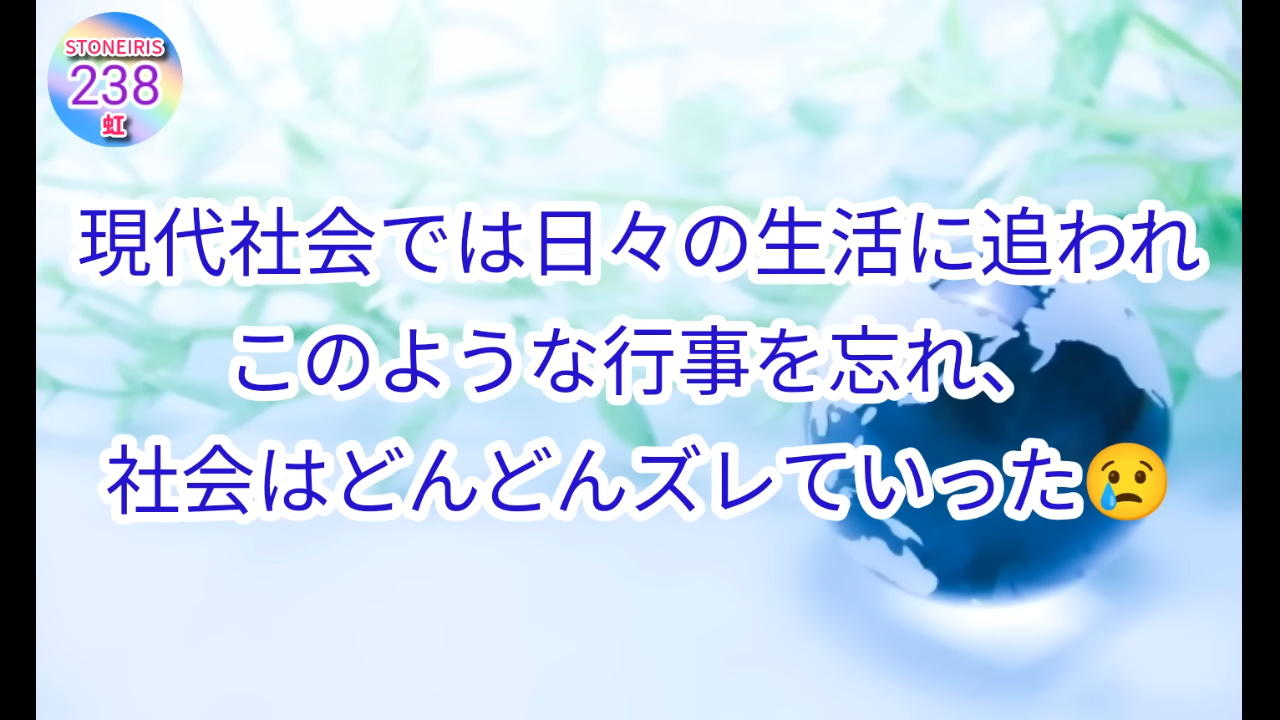 STONEIRIS
238
虹
現代社会では日々の生活に追われ
このような行事を忘れ、
社会はどんどんズレていった😢